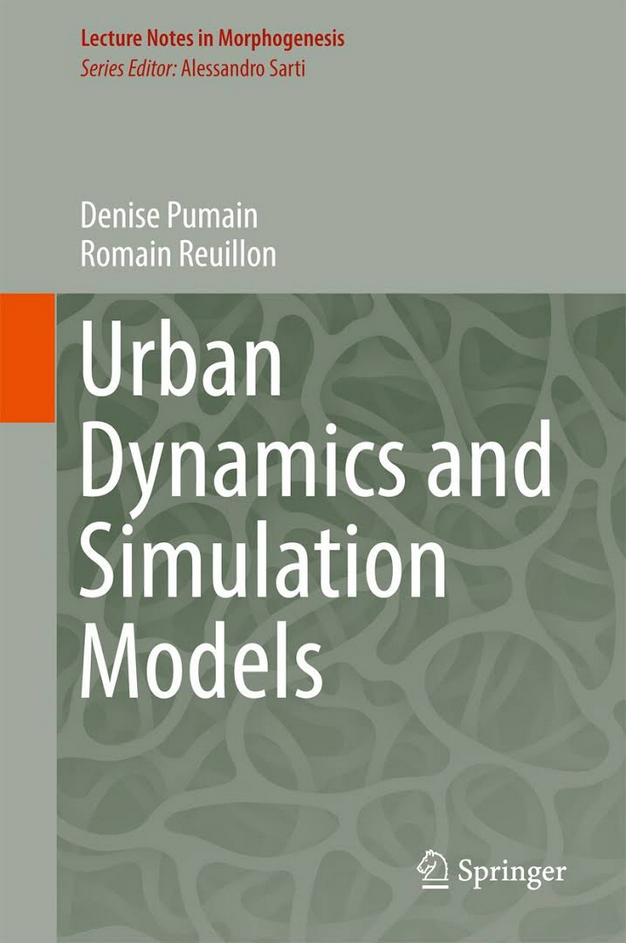 Lecture Notes in Morphogenesis
Series Editor: Alessandro Sarti
Denise Pumain
Romain Reuillon
Urban
Dynamics and
Simulation
Models
Springer